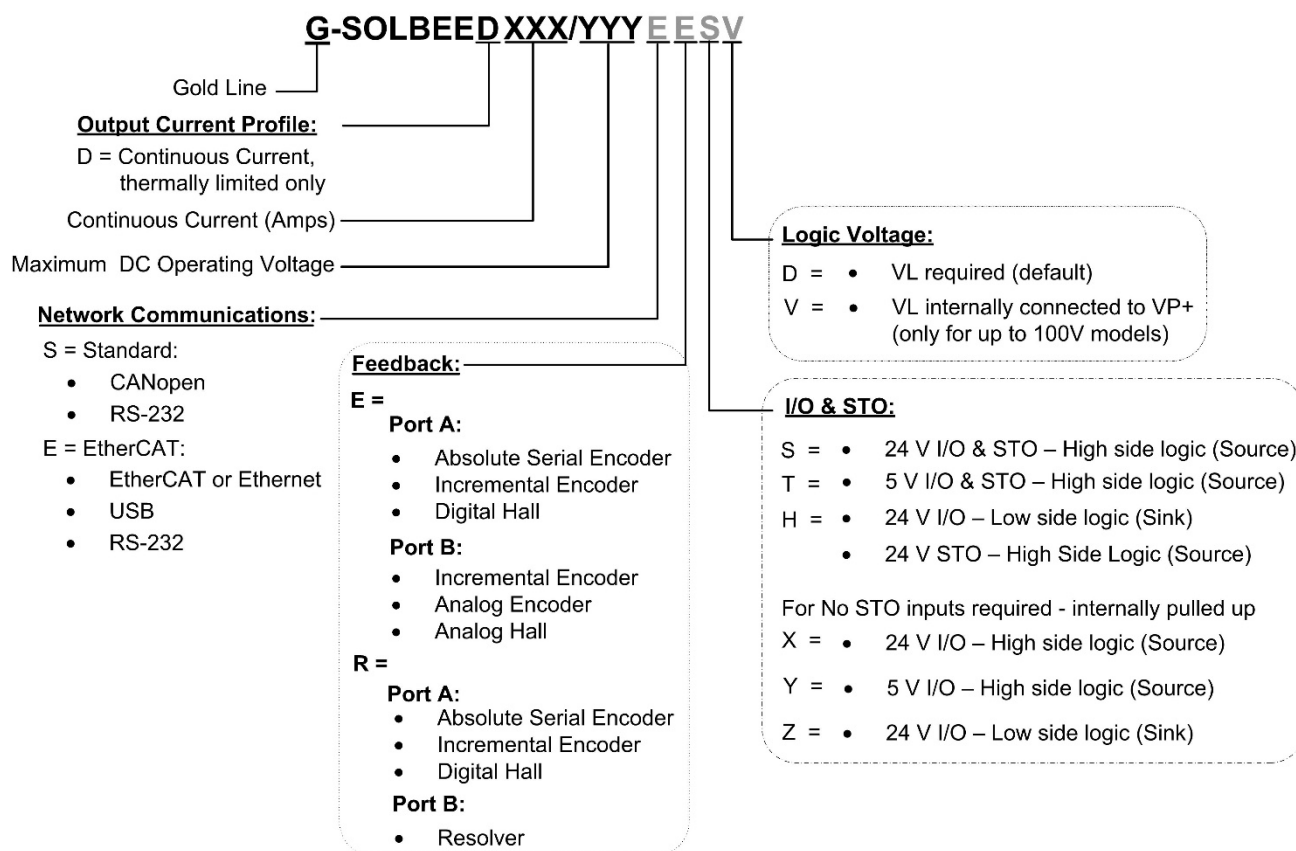 G-SOLBEEDXXX/YYYEESV
Gold Line
Output Current Profile:
D = Continuous Current,
thermally limited only
Continuous Current (Amps)
Maximum DC Operating Voltage
Network Communications:
S = Standard:
• CANopen
• RS-232
E = EtherCAT:
• EtherCAT or Ethernet
• USB
• RS-232
Feedback:
E =
Port A:
• Absolute Serial Encoder
• Incremental Encoder
• Digital Hall
Port B:
• Incremental Encoder
• Analog Encoder
• Analog Hall
R =
Port A:
• Absolute Serial Encoder
• Incremental Encoder
• Digital Hall
Port B:
• Resolver
Logic Voltage:
D = • VL required (default)
V = • VL internally connected to VP+
(only for up to 100V models)
I/O & STO:
S = • 24 V I/O & STO – High side logic (Source)
T = • 5 V I/O & STO – High side logic (Source)
H = • 24 V I/O – Low side logic (Sink)
• 24 V STO – High Side Logic (Source)
For No STO inputs required - internally pulled up
X = • 24 V I/O – High side logic (Source)
Y = • 5 V I/O – High side logic (Source)
Z = • 24 V I/O – Low side logic (Sink)